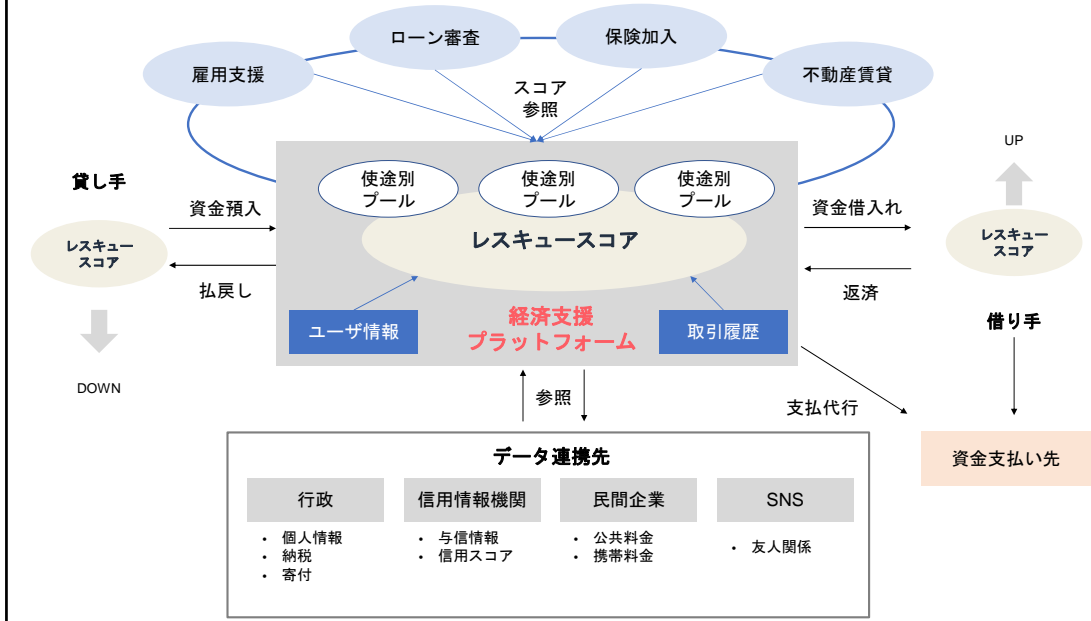 ローン審査
保険加入
雇用支援
不動産賃貸
スコア
参照
UP
貸し手
使途別
プール
使途別
プール
使途別
プール
資金預入
資金借入れ
レスキュー
スコア
レスキュースコア
レスキュー
スコア
払戻し
返済
ユーザ情報
経済支援
プラットフォーム
取引履歴
借り手
DOWN
参照
支払代行
データ連携先
資金支払い先
行政
・ 個人情報
・ 納税
・ 寄付
信用情報機関
・ 与信情報
・ 信用スコア
民間企業
・ 公共料金
・ 携帯料金
SNS
・ 友人関係